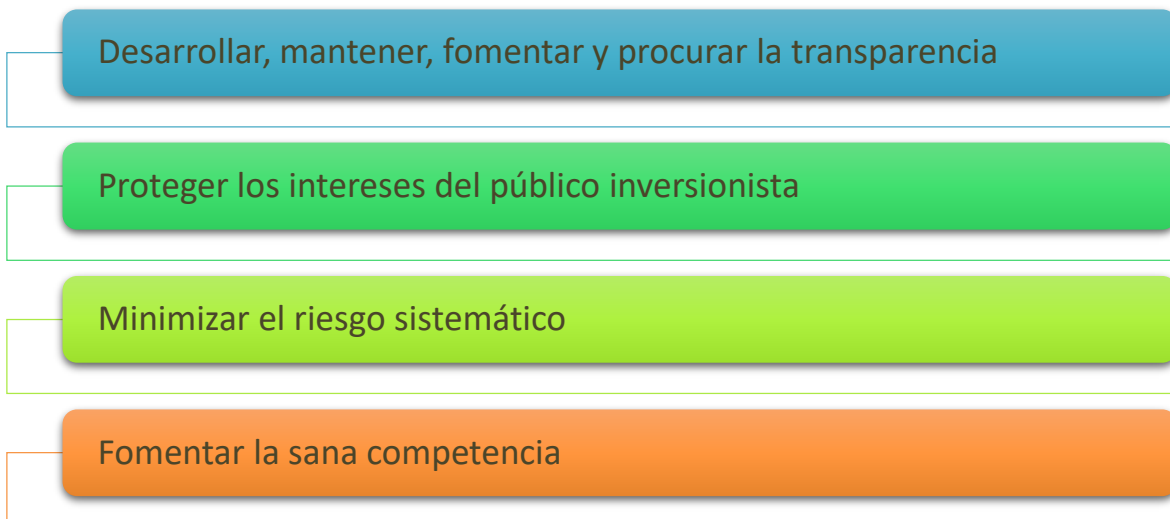 Desarrollar, mantener, fomentar y procurar la transparencia
Proteger los intereses del público inversionista
Minimizar el riesgo sistemático
Fomentar la sana competencia